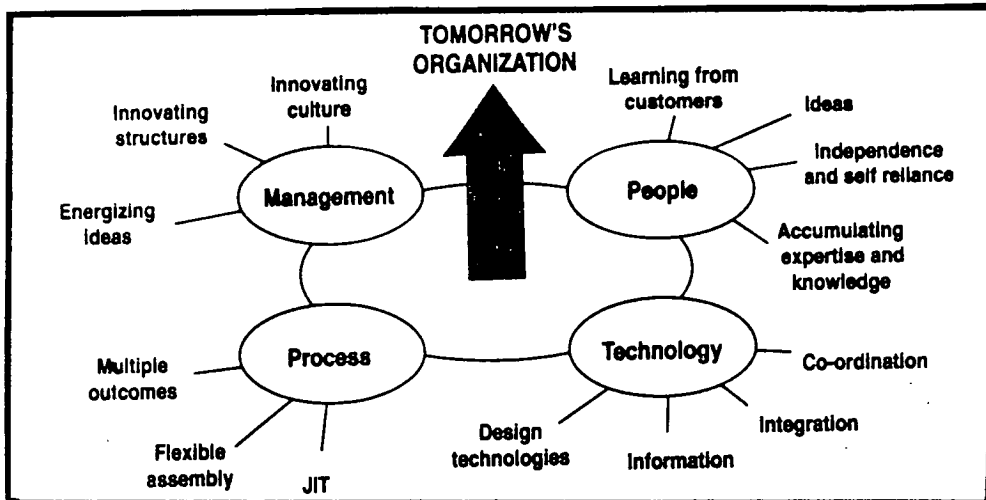 TOMORROW'S
ORGANIZATION
Innovating
culture
Innovating
structures
Energizing
ideas
Management
Learning from
customers
Ideas
Independence
and self reliance
Accumulating
expertise and
knowledge
People
Process
Multiple
outcomes
Flexible
assembly
JIT
Technology
Co-ordination
Integration
Information
Design
technologies